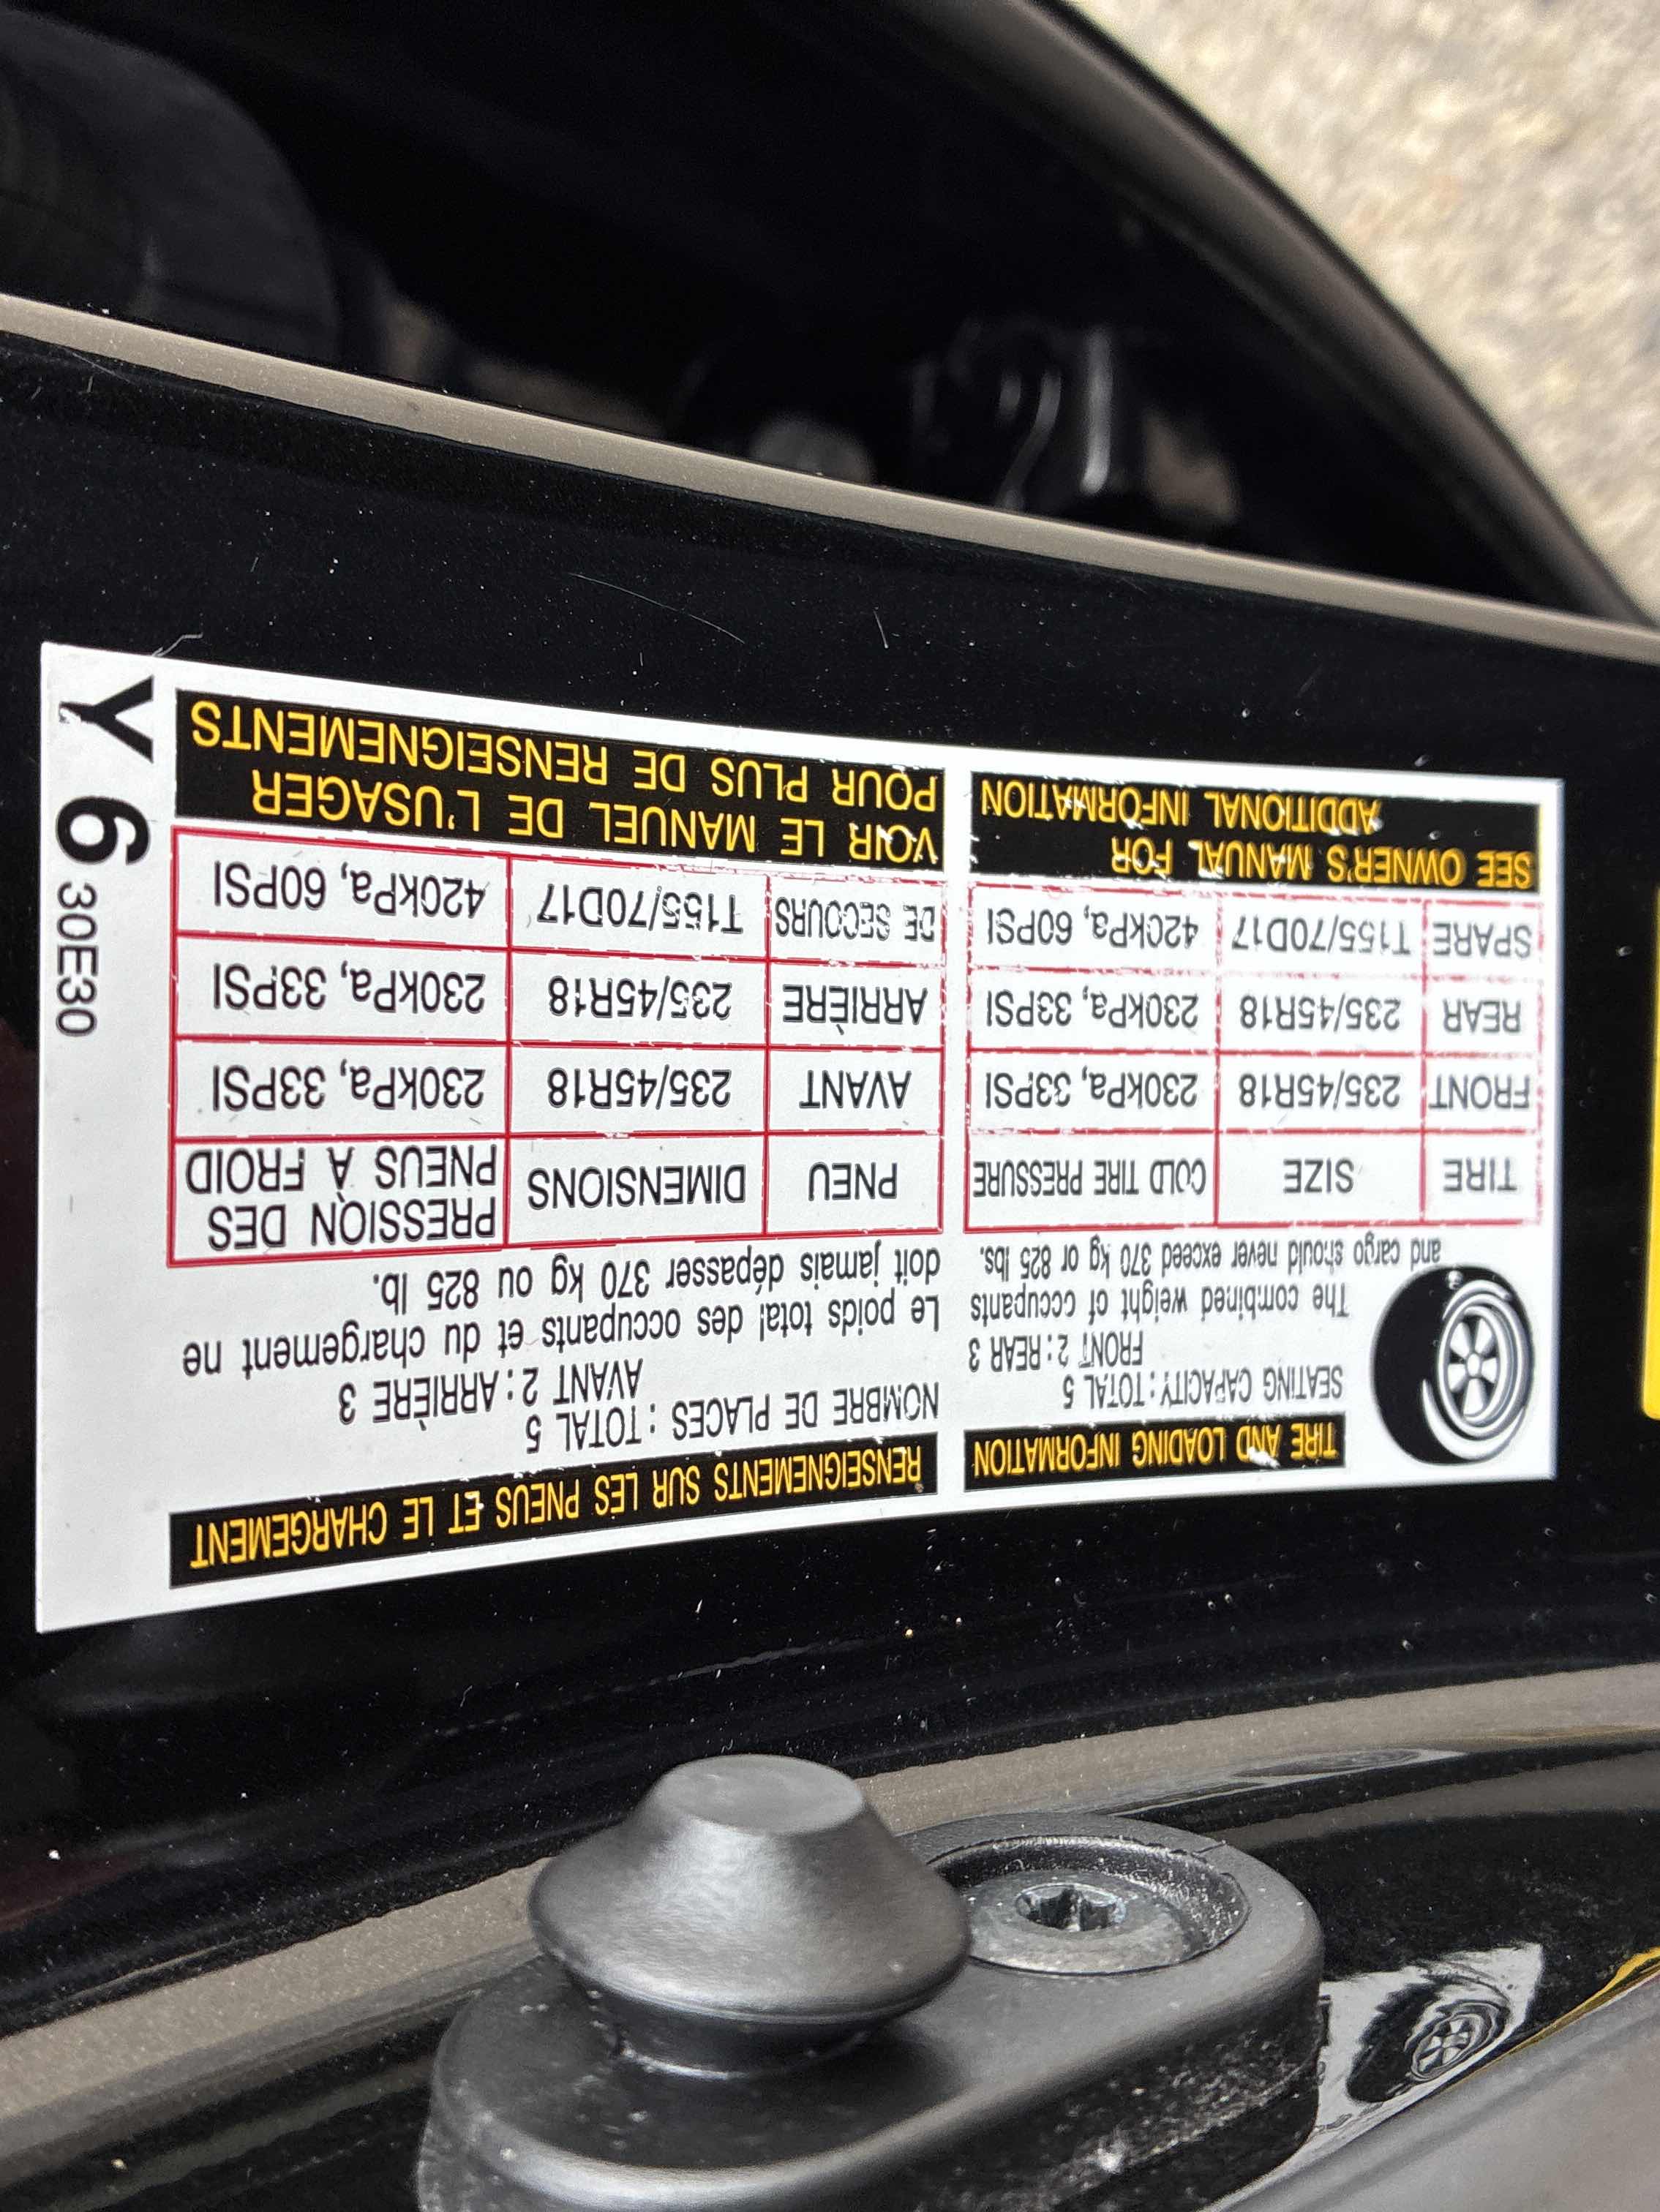 TIRE AND LOADING INFORMATION
SEATING CAPACITY : TOTAL 5
FRONT 2 : REAR 3
The combined weight of occupants
and cargo should never exceed 370 kg or 825 lbs.
TIRE SIZE COLD TIRE PRESSURE
FRONT 235/45R18 230kPa, 33PSI
REAR 235/45R18 230kPa, 33PSI
SPARE T155/70D17 420kPa, 60PSI
SEE OWNER'S MANUAL FOR
ADDITIONAL INFORMATION
RENSEIGNEMENTS SUR LES PNEUS ET LE CHARGEMENT
NOMBRE DE PLACES : TOTAL 5
AVANT 2 : ARRIÈRE 3
Le poids total des occupants et du chargement ne
doit jamais dépasser 370 kg ou 825 lb.
PNEU DIMENSIONS PRESSION DES
PNEUS À FROID
AVANT 235/45R18 230kPa, 33PSI
ARRIÈRE 235/45R18 230kPa, 33PSI
DE SECOURS T155/70D17 420kPa, 60PSI
VOIR LE MANUEL DE L'USAGER
POUR PLUS DE RENSEIGNEMENTS
Y 6 30E30